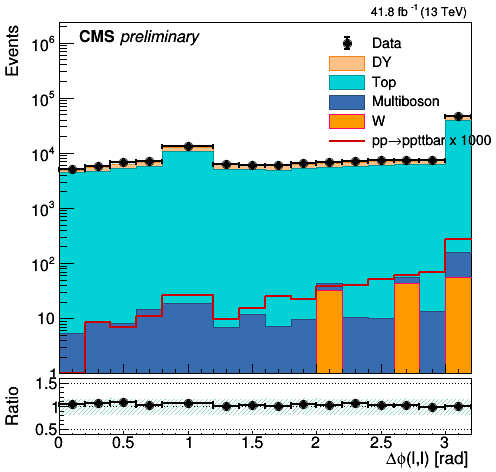 41.8 fb⁻¹ (13 TeV)
CMS preliminary
Events
10⁶
10⁵
10⁴
10³
10²
10
1
Data
DY
Top
Multiboson
W
pp→ppttbar x 1000
Ratio
1.5
1
0.5
0 0.5 1 1.5 2 2.5 3
Δϕ(l,l) [rad]